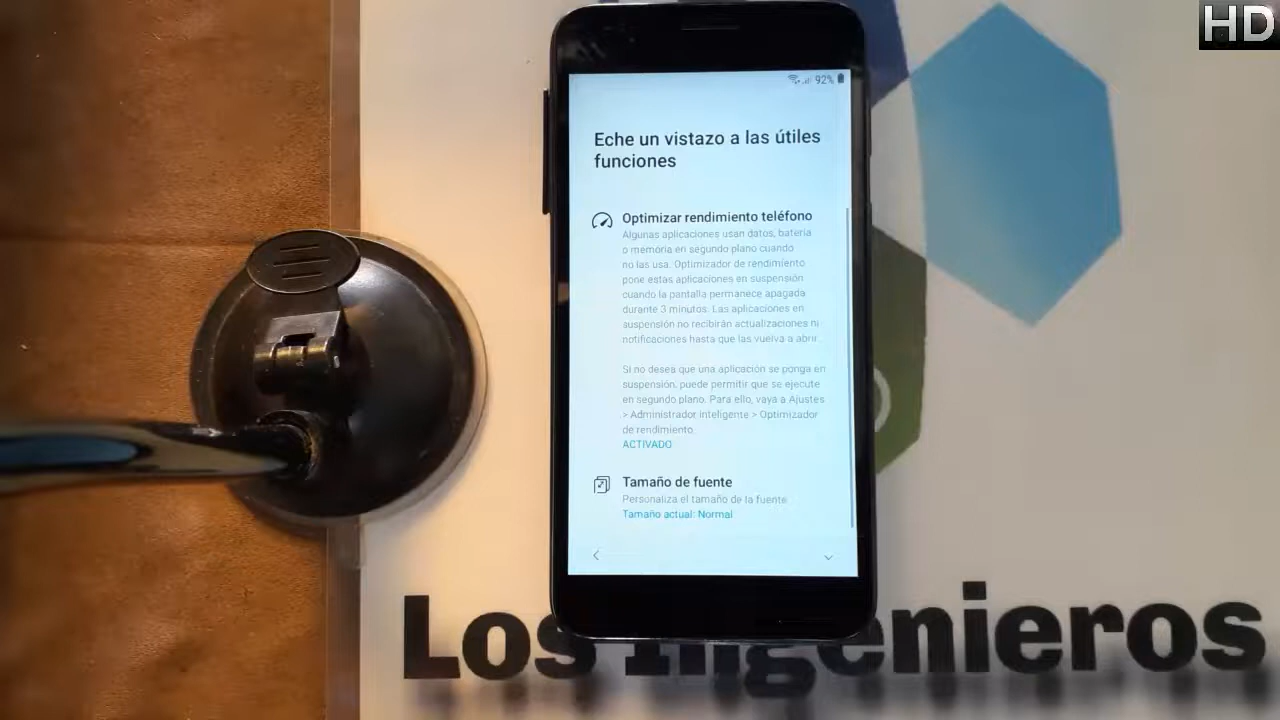 HD
92%
Eche un vistazo a las útiles
funciones
Optimizar rendimiento teléfono
Algunas aplicaciones usan datos, batería
o memoria en segundo plano cuando
no las usa. Optimizador de rendimiento
pone estas aplicaciones en suspensión
cuando la pantalla permanece apagada
durante 3 minutos. Las aplicaciones en
suspensión no recibirán actualizaciones ni
notificaciones hasta que las vuelva a abrir.
Si no desea que una aplicación se ponga en
suspensión, puede permitir que se ejecute
en segundo plano. Para ello, vaya a Ajustes
> Administrador inteligente > Optimizador
de rendimiento.
ACTIVADO
Tamaño de fuente
Personaliza el tamaño de la fuente
Tamaño actual: Normal
Los Ingenieros